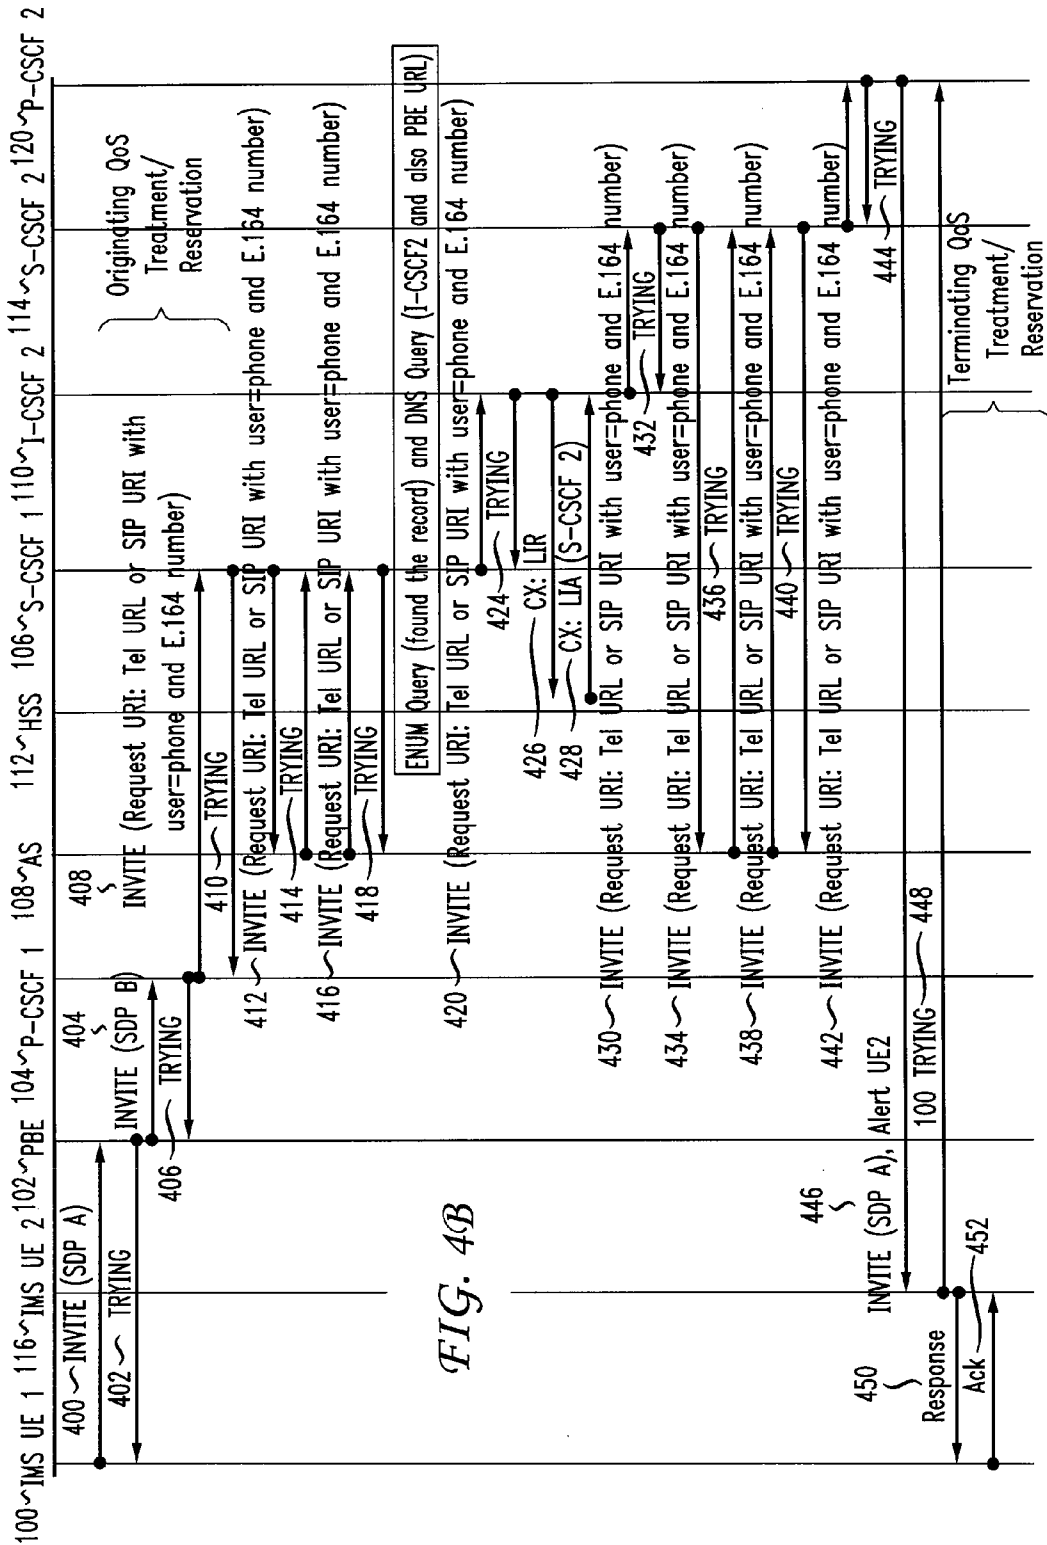 100 IMS UE 1 116 IMS UE 2 102 PBE 104 P-CSCF 1 108 AS 112 HSS 106 S-CSCF 1 110 I-CSCF 2 114 S-CSCF 2 120 P-CSCF 2
400 INVITE (SDP A)
402 TRYING
404
INVITE (SDP B)
406 TRYING
408
INVITE (Request URI: Tel URL or SIP URI with
user=phone and E.164 number)
Originating QoS
Treatment/
Reservation
410 TRYING
412 INVITE (Request URI: Tel URL or SIP URI with user=phone and E.164 number)
414 TRYING
416 INVITE (Request URI: Tel URL or SIP URI with user=phone and E.164 number)
418 TRYING
ENUM Query (found the record) and DNS Query (I-CSCF2 and also PBE URL)
420 INVITE (Request URI: Tel URL or SIP URI with user=phone and E.164 number)
424 TRYING
426 CX: LIR
428 CX: LIA (S-CSCF 2)
430 INVITE (Request URI: Tel URL or SIP URI with user=phone and E.164 number)
432 TRYING
434 INVITE (Request URI: Tel URL or SIP URI with user=phone and E.164 number)
436 TRYING
438 INVITE (Request URI: Tel URL or SIP URI with user=phone and E.164 number)
440 TRYING
442 INVITE (Request URI: Tel URL or SIP URI with user=phone and E.164 number)
444 TRYING
446
INVITE (SDP A), Alert UE2
100 TRYING 448
Terminating QoS
Treatment/
Reservation
450
Response
Ack 452
FIG. 4B